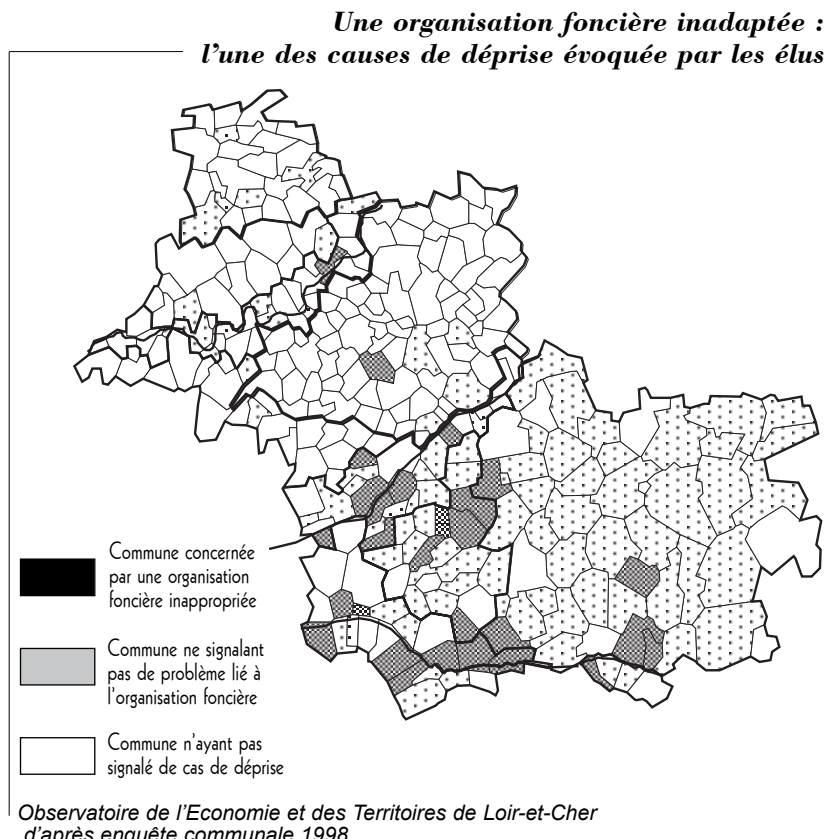 Une organisation foncière inadaptée :
l'une des causes de déprise évoquée par les élus
Commune concernée
par une organisation
foncière inappropriée
Commune ne signalant
pas de problème lié à
l'organisation foncière
Commune n'ayant pas
signalé de cas de déprise
Observatoire de l'Economie et des Territoires de Loir-et-Cher
d'après enquête communale 1998